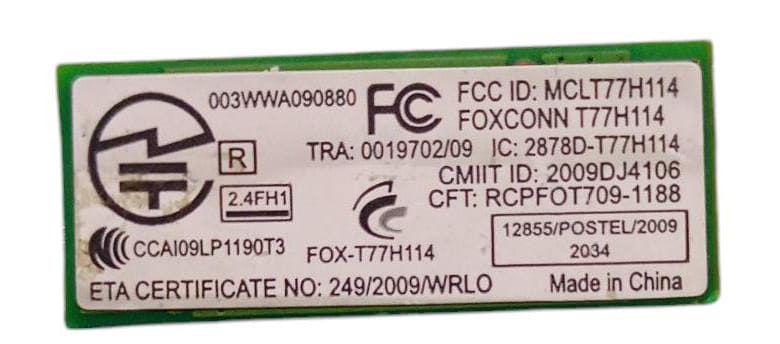 003WWA090880
FC
FCC ID: MCLT77H114
FOXCONN T77H114
R
TRA: 0019702/09 IC: 2878D-T77H114
CMIIT ID: 2009DJ4106
2.4FH1
CFT: RCPFOT709-1188
CCAI09LP1190T3
FOX-T77H114
12855/POSTEL/2009
2034
ETA CERTIFICATE NO: 249/2009/WRLO
Made in China